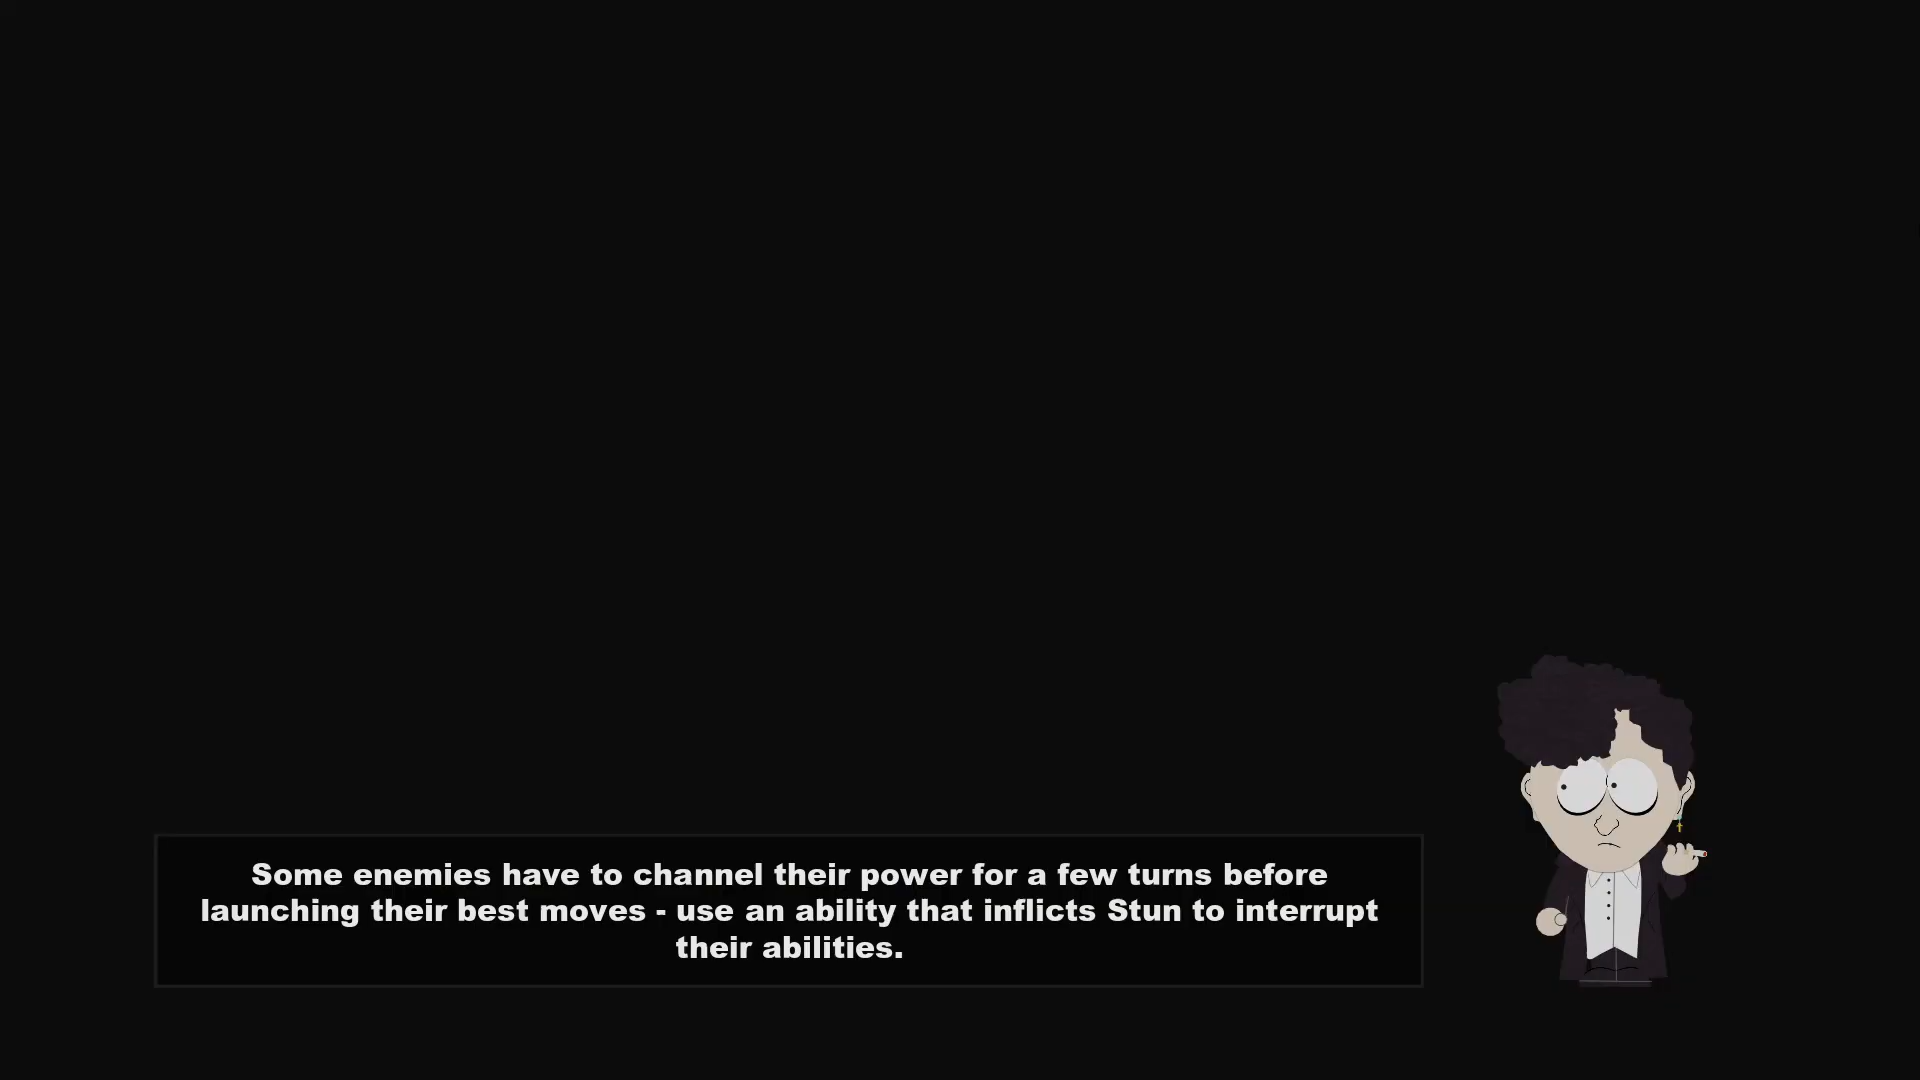 Some enemies have to channel their power for a few turns before
launching their best moves - use an ability that inflicts Stun to interrupt
their abilities.